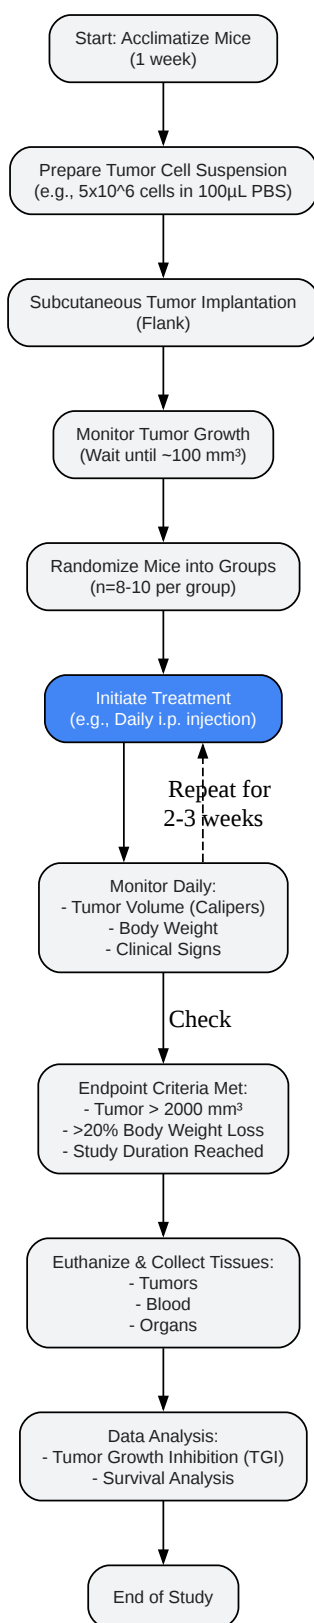 Start: Acclimatize Mice
(1 week)
Prepare Tumor Cell Suspension
(e.g., 5x10^6 cells in 100µL PBS)
Subcutaneous Tumor Implantation
(Flank)
Monitor Tumor Growth
(Wait until ~100 mm³)
Randomize Mice into Groups
(n=8-10 per group)
Initiate Treatment
(e.g., Daily i.p. injection)
Repeat for
2-3 weeks
Monitor Daily:
- Tumor Volume (Calipers)
- Body Weight
- Clinical Signs
Check
Endpoint Criteria Met:
- Tumor > 2000 mm³
- >20% Body Weight Loss
- Study Duration Reached
Euthanize & Collect Tissues:
- Tumors
- Blood
- Organs
Data Analysis:
- Tumor Growth Inhibition (TGI)
- Survival Analysis
End of Study